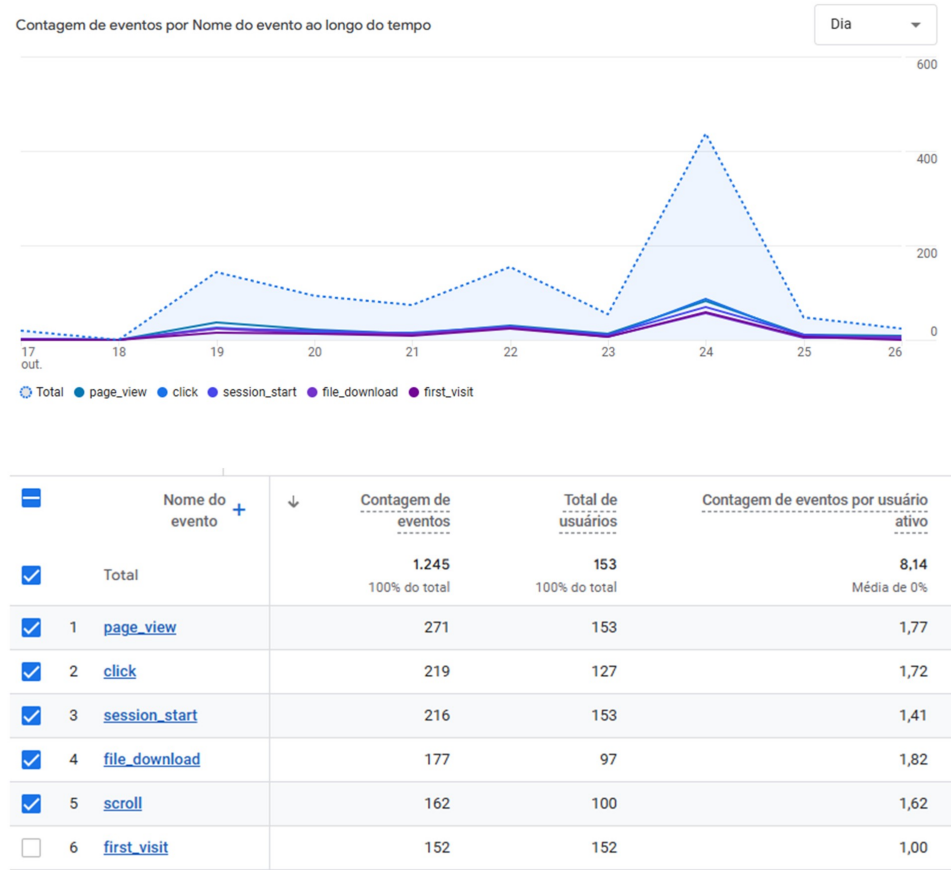 Contagem de eventos por Nome do evento ao longo do tempo
Dia
600
400
200
0
17 18 19 20 21 22 23 24 25 26
out.
Total page_view click session_start file_download first_visit
Nome do evento
Contagem de eventos
Total de usuários
Contagem de eventos por usuário ativo
Total 1.245 153 8,14
100% do total 100% do total Média de 0%
1 page_view 271 153 1,77
2 click 219 127 1,72
3 session_start 216 153 1,41
4 file_download 177 97 1,82
5 scroll 162 100 1,62
6 first_visit 152 152 1,00